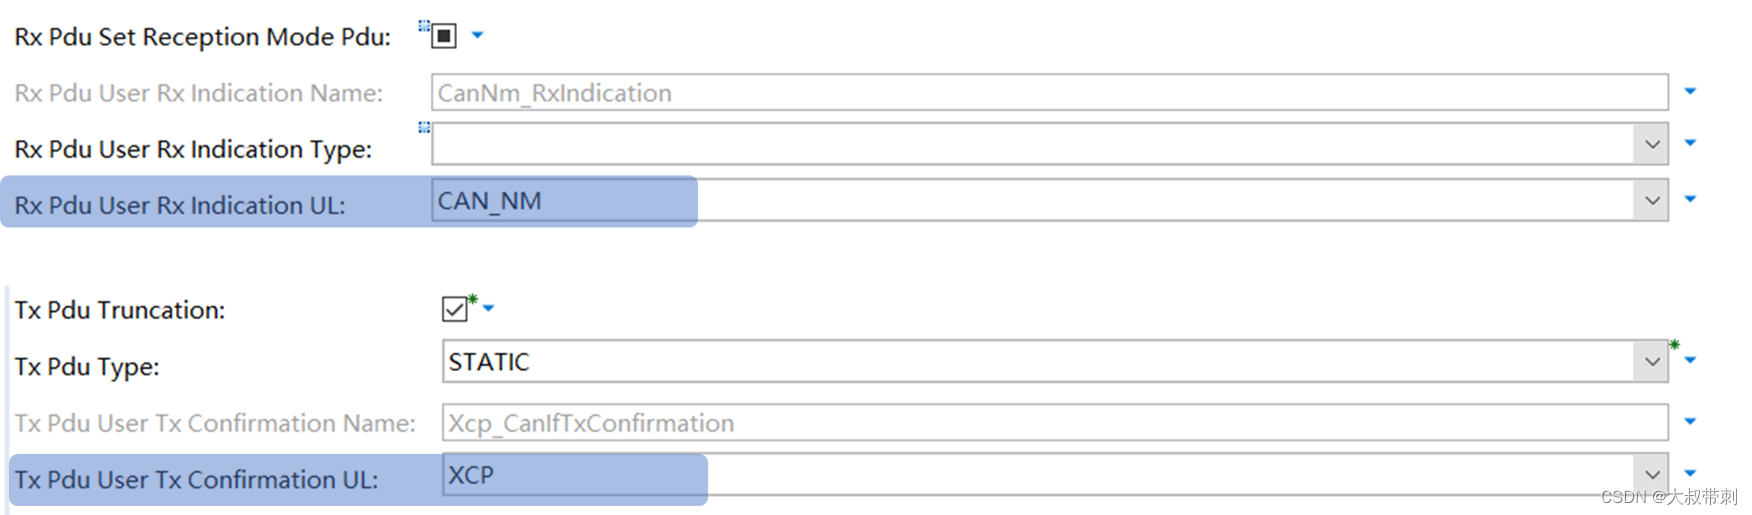 Rx Pdu Set Reception Mode Pdu:
Rx Pdu User Rx Indication Name: CanNm_RxIndication
Rx Pdu User Rx Indication Type:
Rx Pdu User Rx Indication UL: CAN_NM
Tx Pdu Truncation:
Tx Pdu Type: STATIC
Tx Pdu User Tx Confirmation Name: Xcp_CanIfTxConfirmation
Tx Pdu User Tx Confirmation UL: XCP
CSDN @大叔带刺